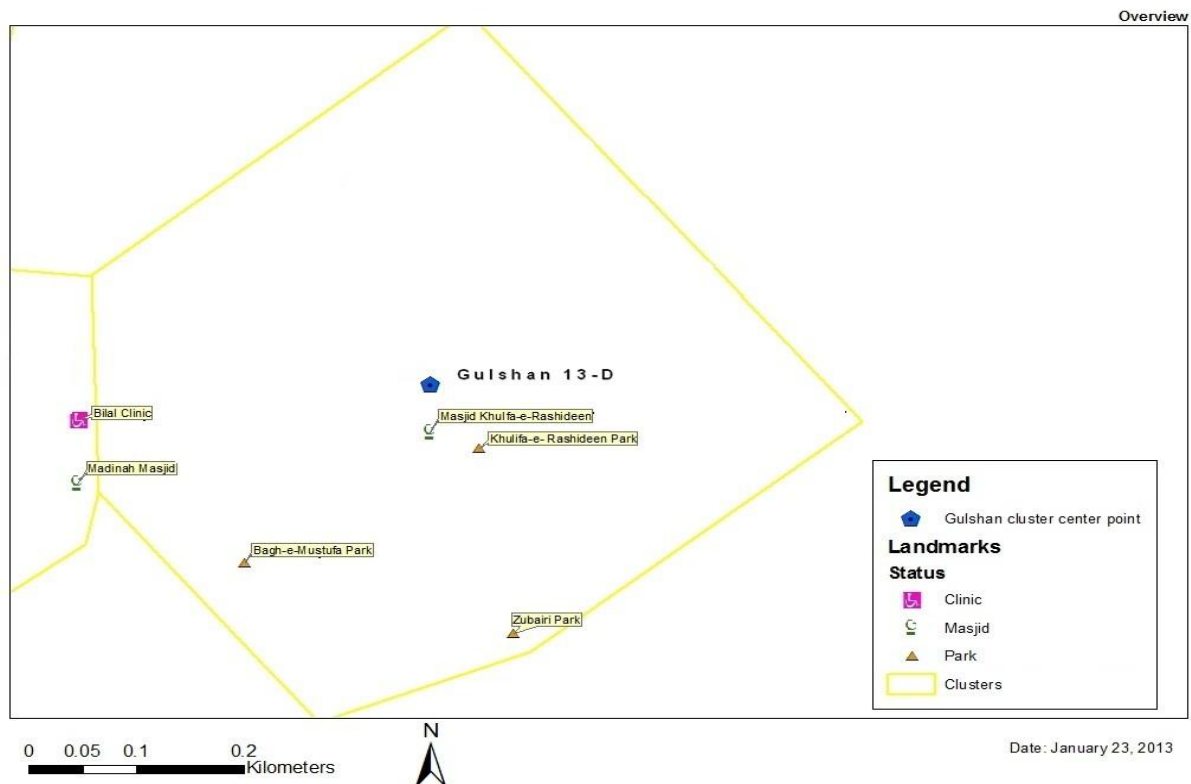 Overview
Gulshan 13-D
Bilal Clinic
Masjid Khulfa-e-Rashideen
Khulifa-e- Rashideen Park
Madinah Masjid
Bagh-e-Mustufa Park
Zubairi Park
Legend
Gulshan cluster center point
Landmarks
Status
Clinic
Masjid
Park
Clusters
N
0 0.05 0.1 0.2
Kilometers
Date: January 23, 2013